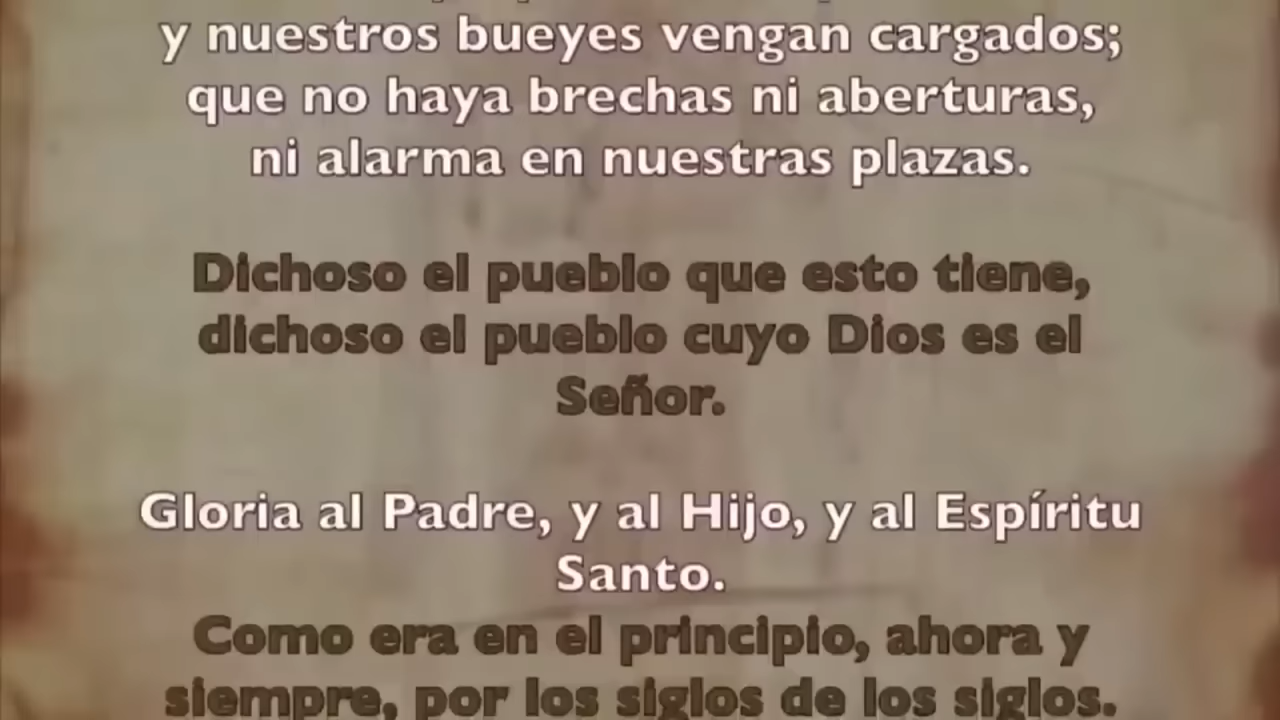 y nuestros bueyes vengan cargados;
que no haya brechas ni aberturas,
ni alarma en nuestras plazas.
Dichoso el pueblo que esto tiene,
dichoso el pueblo cuyo Dios es el
Señor.
Gloria al Padre, y al Hijo, y al Espíritu
Santo.
Como era en el principio, ahora y
siempre, por los siglos de los siglos.